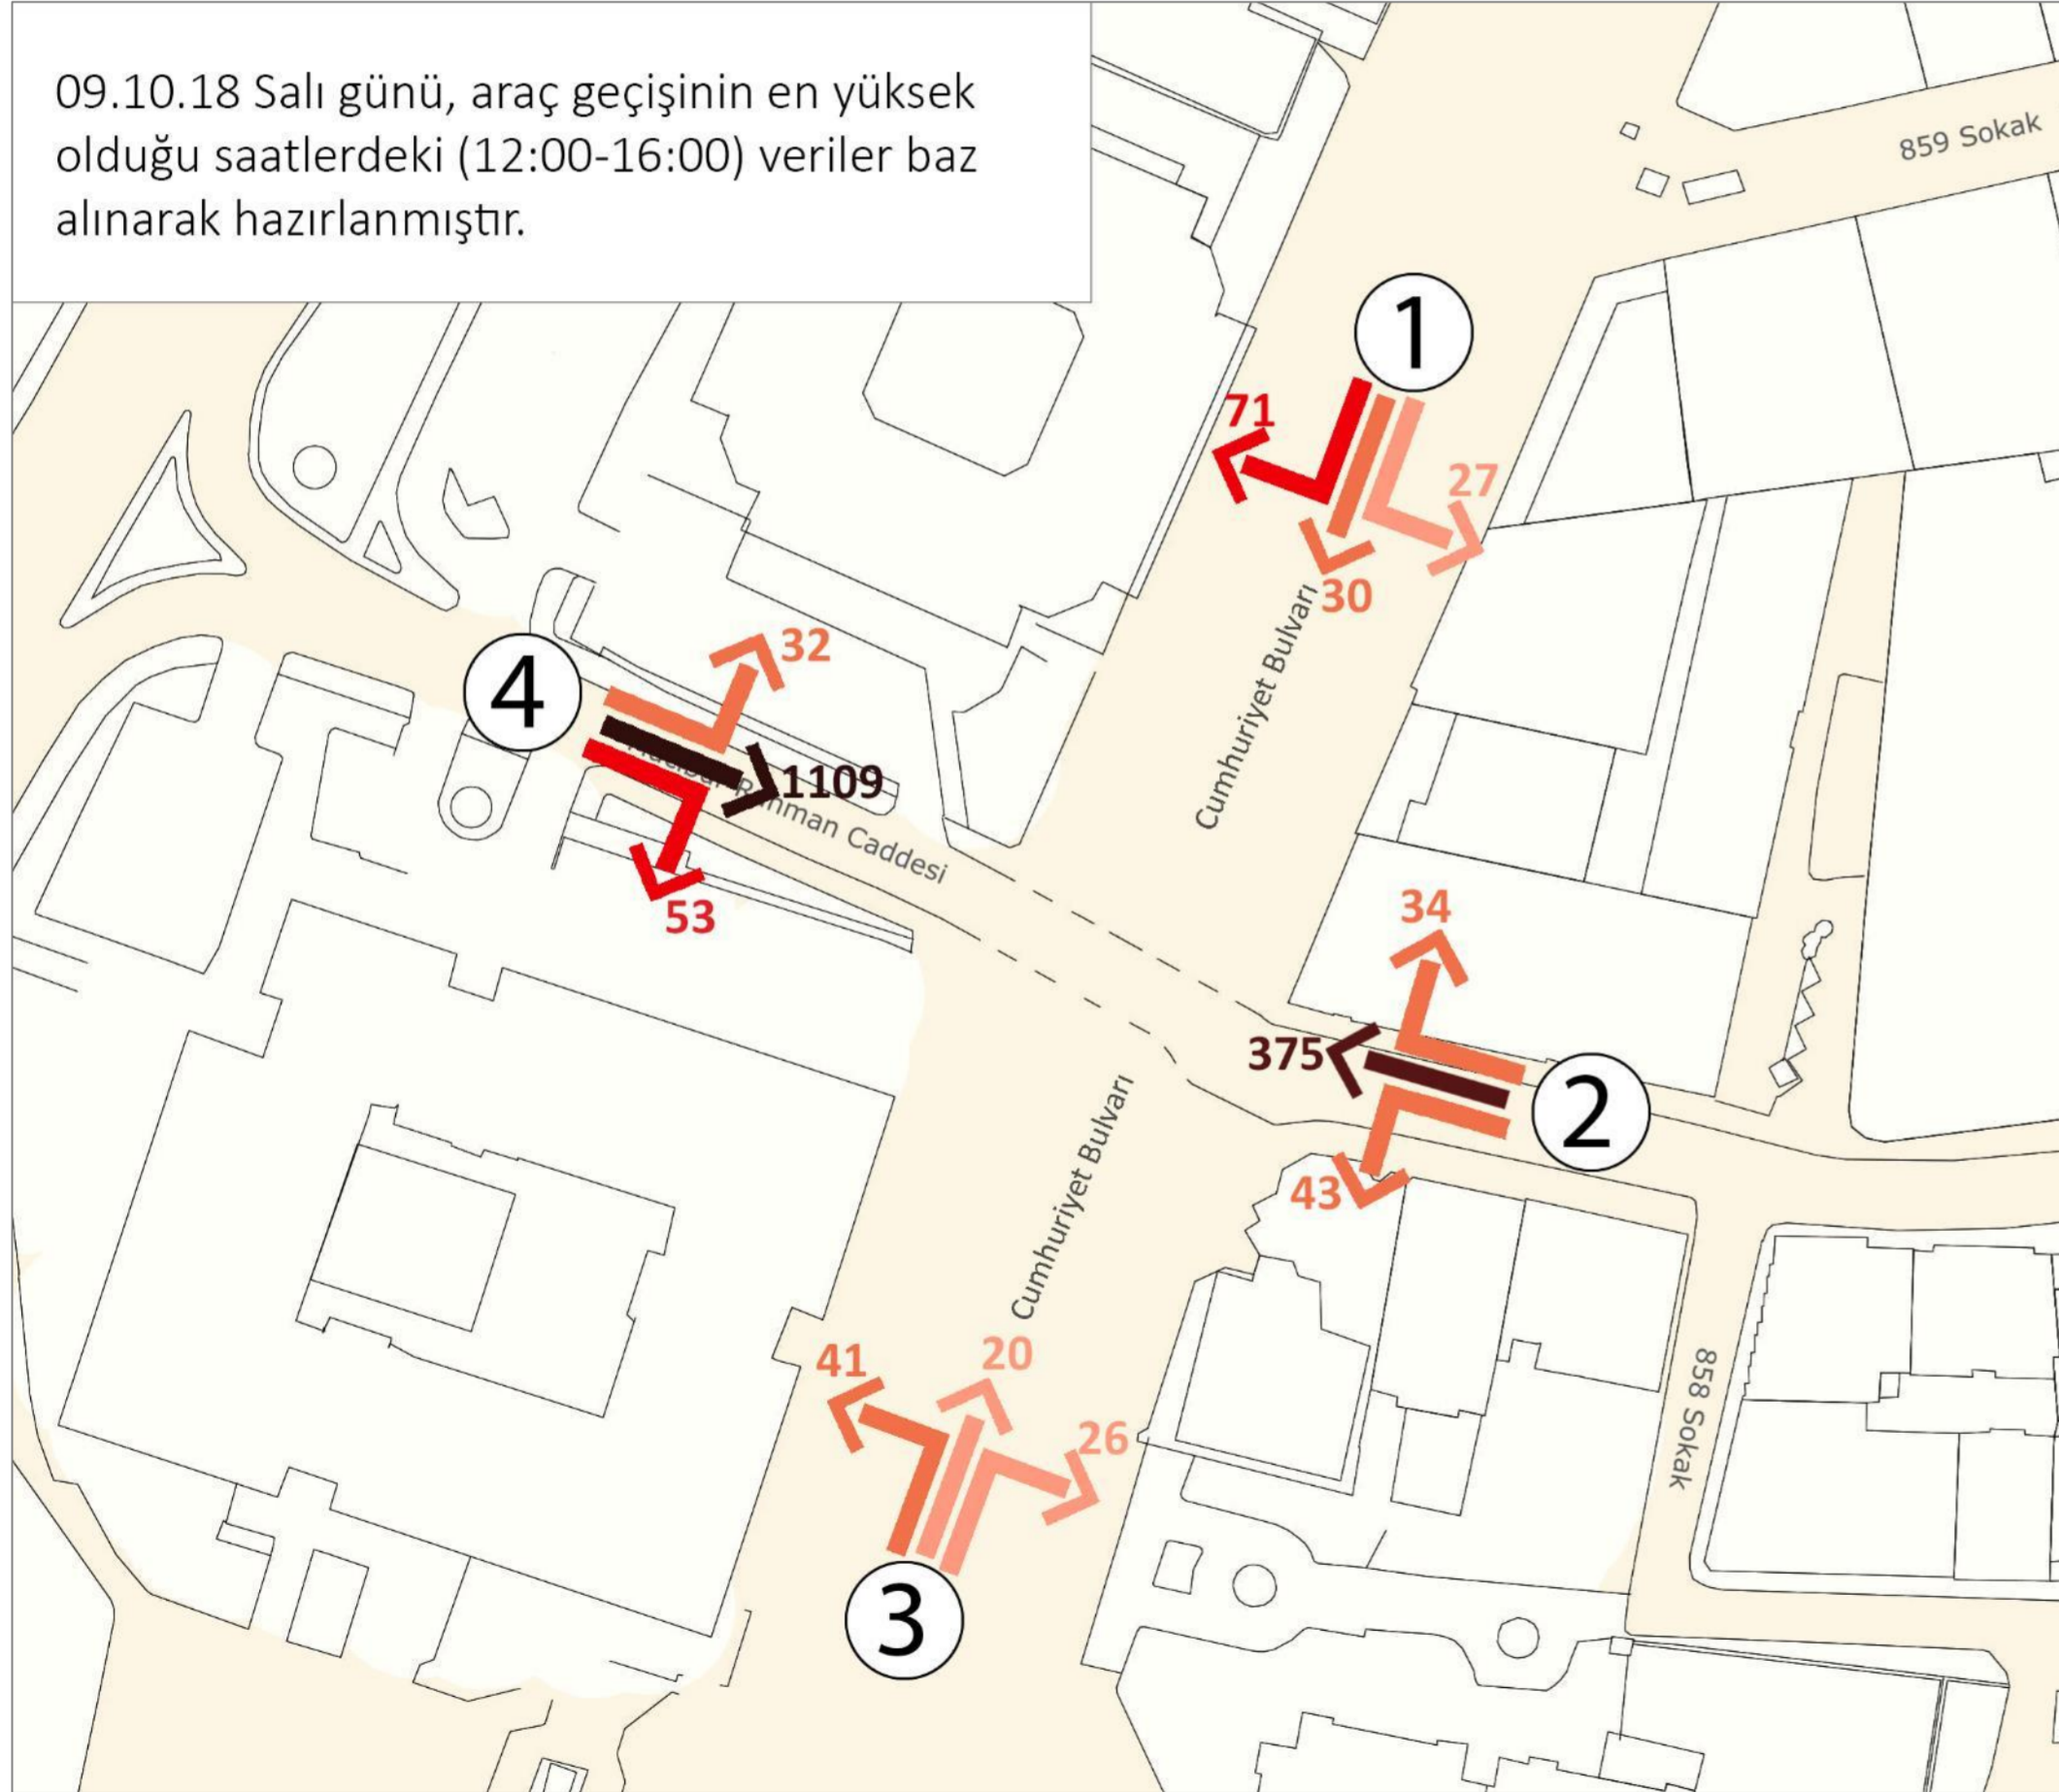 09.10.18 Salı günü, araç geçişinin en yüksek
olduğu saatlerdeki (12:00-16:00) veriler baz
alınarak hazırlanmıştır.
859 Sokak
1
71
27
30
Cumhuriyet Bulvarı
32
4
1109
Caddesi
53
34
375
2
43
Cumhuriyet Bulvarı
41
20
26
858 Sokak
3